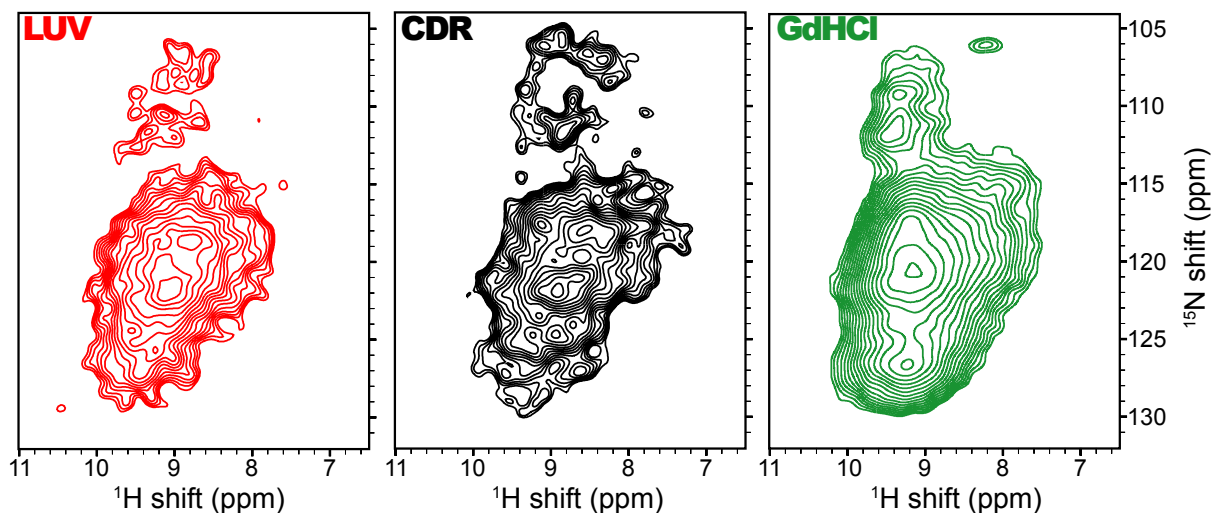 LUV
CDR
GdHCl
105
110
115
120
125
130
¹⁵N shift (ppm)
11 10 9 8 7
11 10 9 8 7
11 10 9 8 7
¹H shift (ppm)
¹H shift (ppm)
¹H shift (ppm)